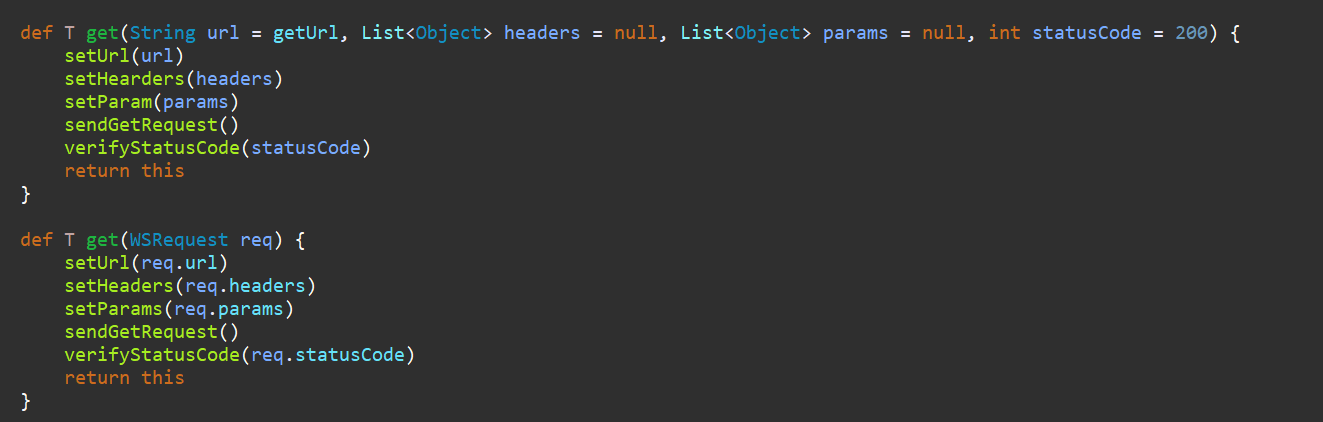 def T get(String url = getUrl, List<Object> headers = null, List<Object> params = null, int statusCode = 200) {
    setUrl(url)
    setHearders(headers)
    setParam(params)
    sendGetRequest()
    verifyStatusCode(statusCode)
    return this
}
def T get(WSRequest req) {
    setUrl(req.url)
    setHeaders(req.headers)
    setParams(req.params)
    sendGetRequest()
    verifyStatusCode(req.statusCode)
    return this
}